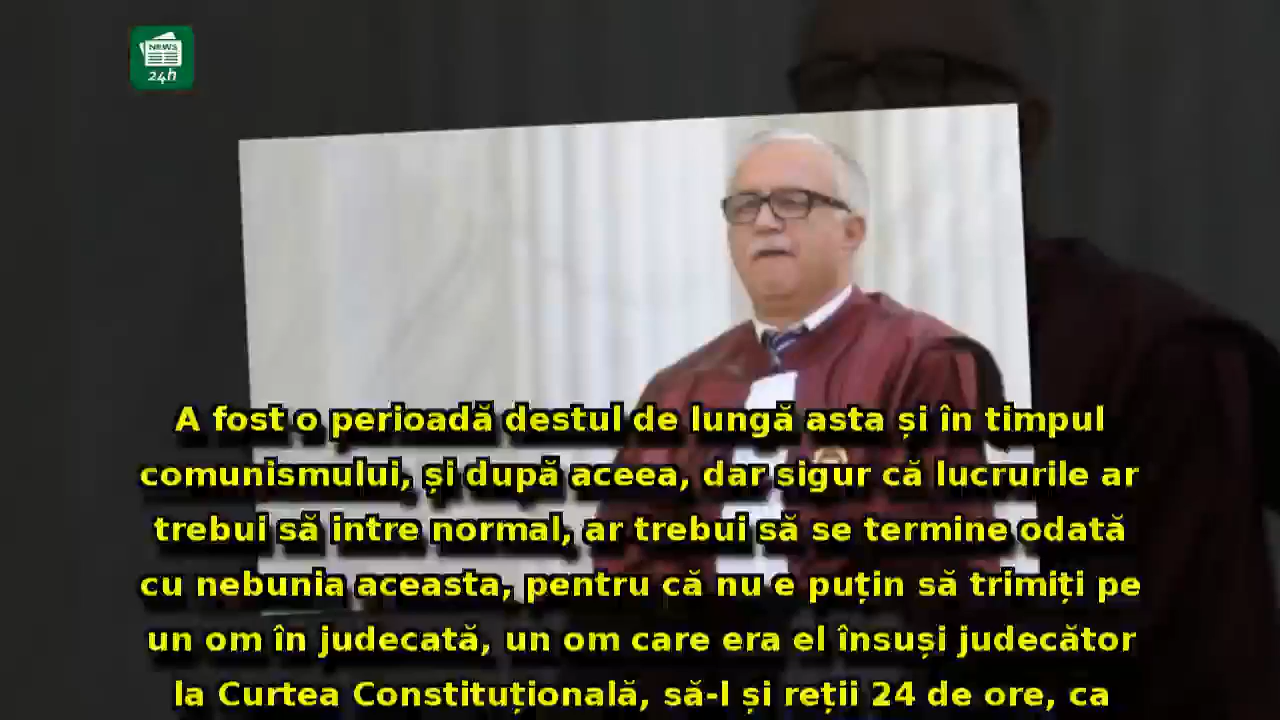 NEWS
24h
A fost o perioadă destul de lungă asta și în timpul
comunismului, și după aceea, dar sigur că lucrurile ar
trebui să intre normal, ar trebui să se termine odată
cu nebunia aceasta, pentru că nu e puțin să trimiți pe
un om în judecată, un om care era el însuși judecător
la Curtea Constituțională, să-l și reții 24 de ore, ca